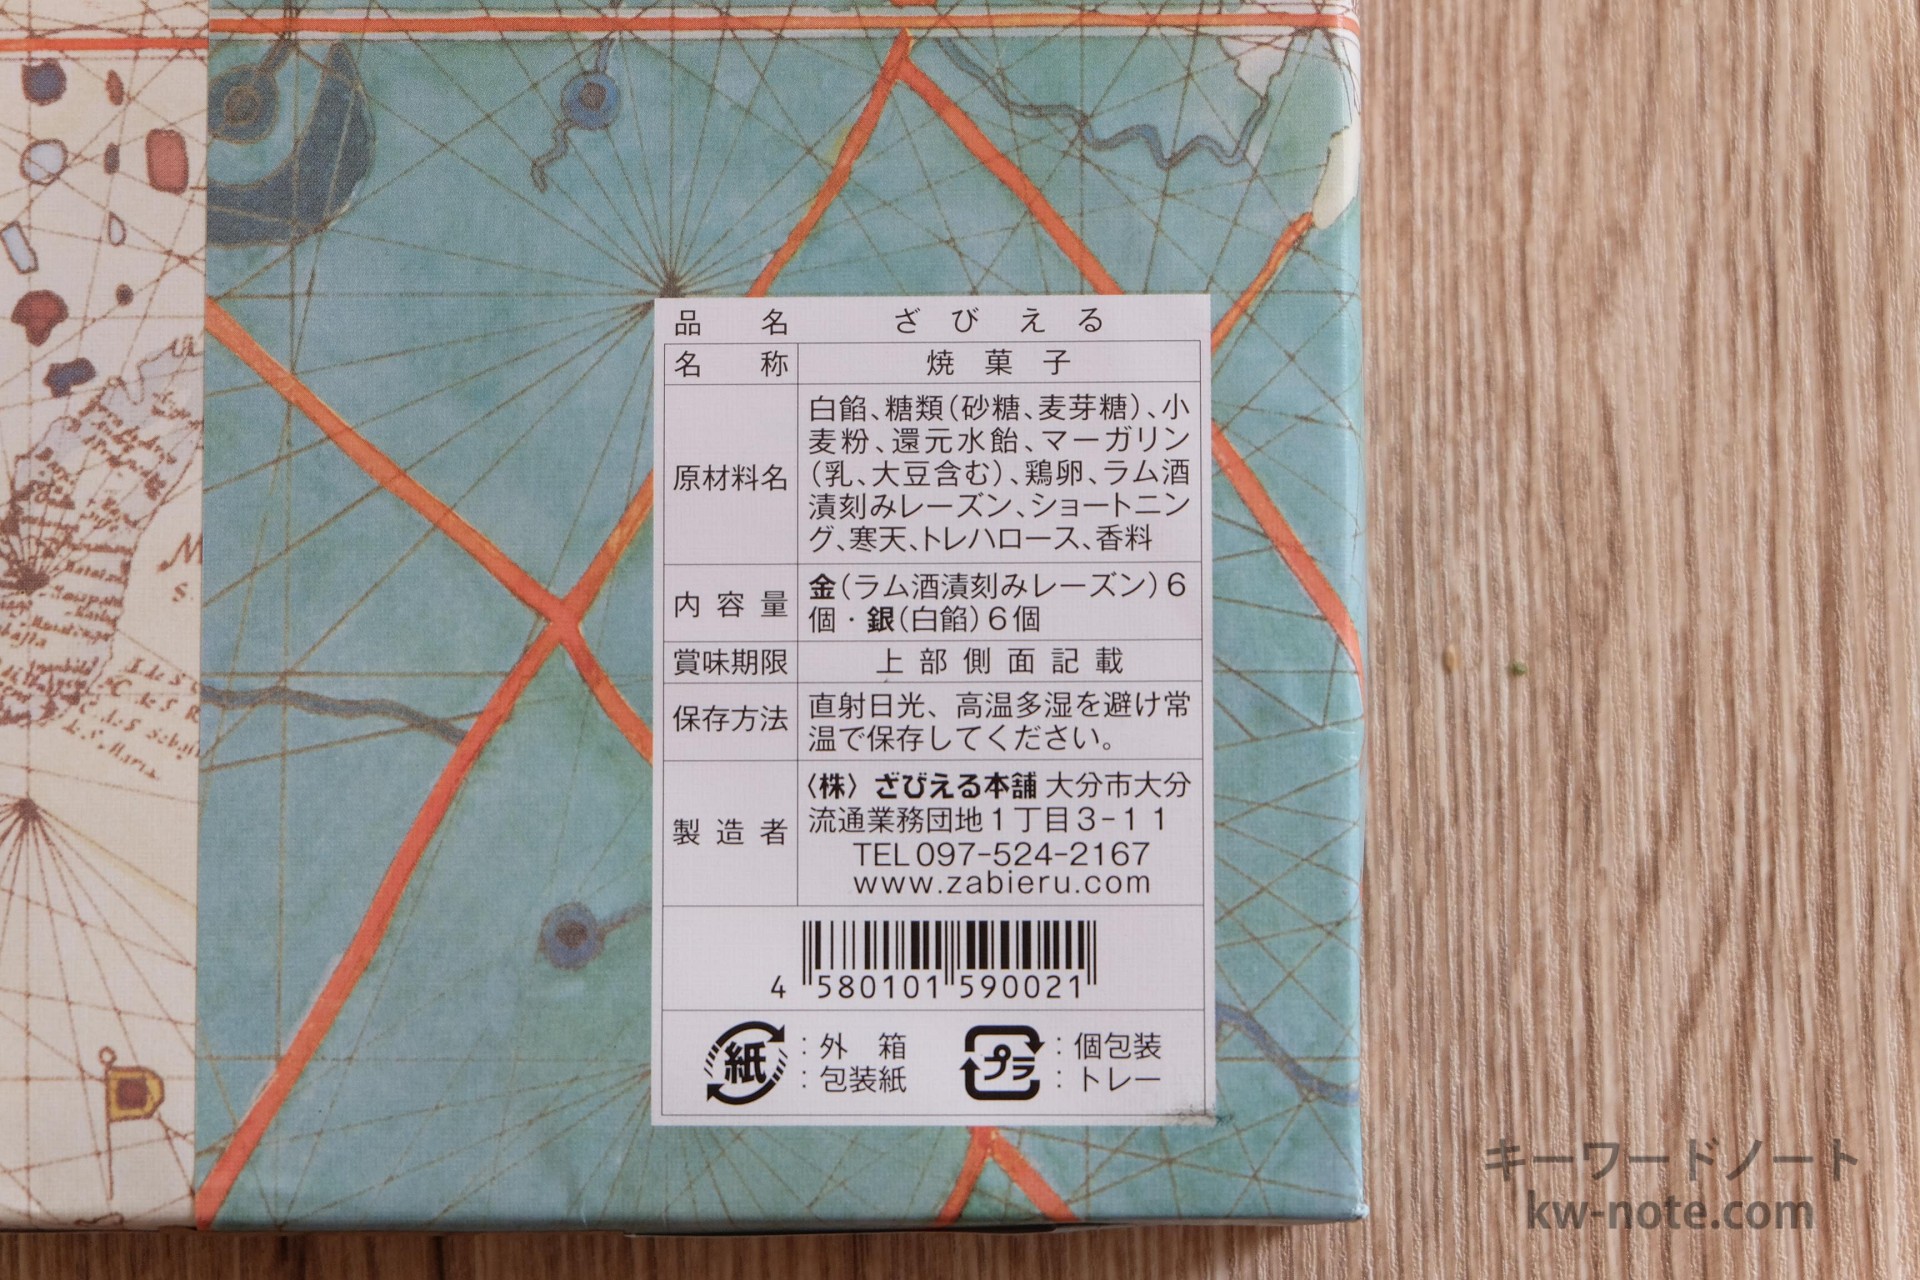 品名 ざびえる
名称 焼菓子
原材料名
白餡、糖類(砂糖、麦芽糖)、小
麦粉、還元水飴、マーガリン
(乳、大豆含む)、鶏卵、ラム酒
漬刻みレーズン、ショートニン
グ、寒天、トレハロース、香料
内容量
金(ラム酒漬刻みレーズン)6
個・銀(白餡)6個
賞味期限 上部側面記載
保存方法
直射日光、高温多湿を避け常
温で保存してください。
製造者
〈株〉ざびえる本舗 大分市大分
流通業務団地1丁目3-11
TEL097-524-2167
www.zabieru.com
4 580101 590021
紙 :外箱
:包装紙
プラ :個包装
:トレー
キーワードノート
kw-note.com